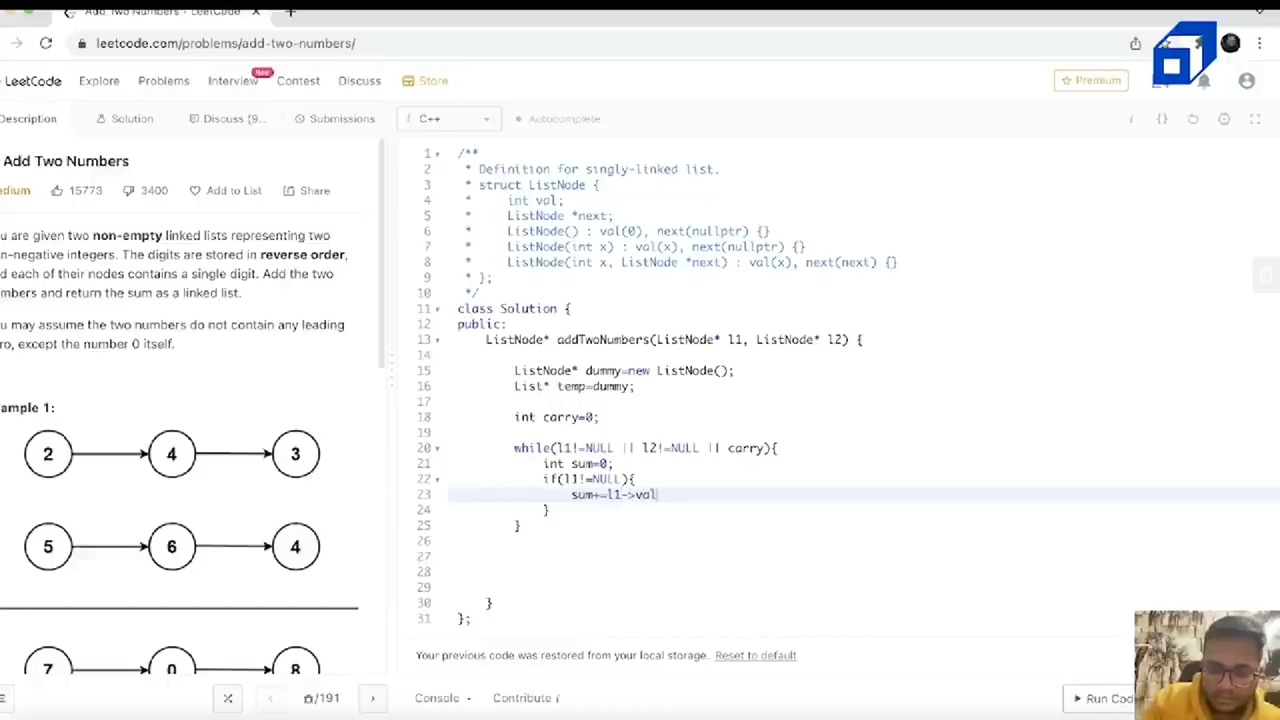 Add Two Numbers - LeetCode
leetcode.com/problems/add-two-numbers/
LeetCode Explore Problems Interview New Contest Discuss Store Premium
Description Solution Discuss (9... Submissions C++ Autocomplete
Add Two Numbers
edium 15773 3400 Add to List Share
u are given two non-empty linked lists representing two
n-negative integers. The digits are stored in reverse order,
d each of their nodes contains a single digit. Add the two
mbers and return the sum as a linked list.
u may assume the two numbers do not contain any leading
ro, except the number 0 itself.
ample 1:
2 4 3
5 6 4
7 0 8
1 /**
2 * Definition for singly-linked list.
3 * struct ListNode {
4 * int val;
5 * ListNode *next;
6 * ListNode() : val(0), next(nullptr) {}
7 * ListNode(int x) : val(x), next(nullptr) {}
8 * ListNode(int x, ListNode *next) : val(x), next(next) {}
9 * };
10 */
11 class Solution {
12 public:
13 ListNode* addTwoNumbers(ListNode* l1, ListNode* l2) {
14
15 ListNode* dummy=new ListNode();
16 List* temp=dummy;
17
18 int carry=0;
19
20 while(l1!=NULL || l2!=NULL || carry){
21 int sum=0;
22 if(l1!=NULL){
23 sum+=l1->val
24 }
25 }
26
27
28
29
30 }
31 };
Your previous code was restored from your local storage. Reset to default
/191 Console Contribute i Run Cod